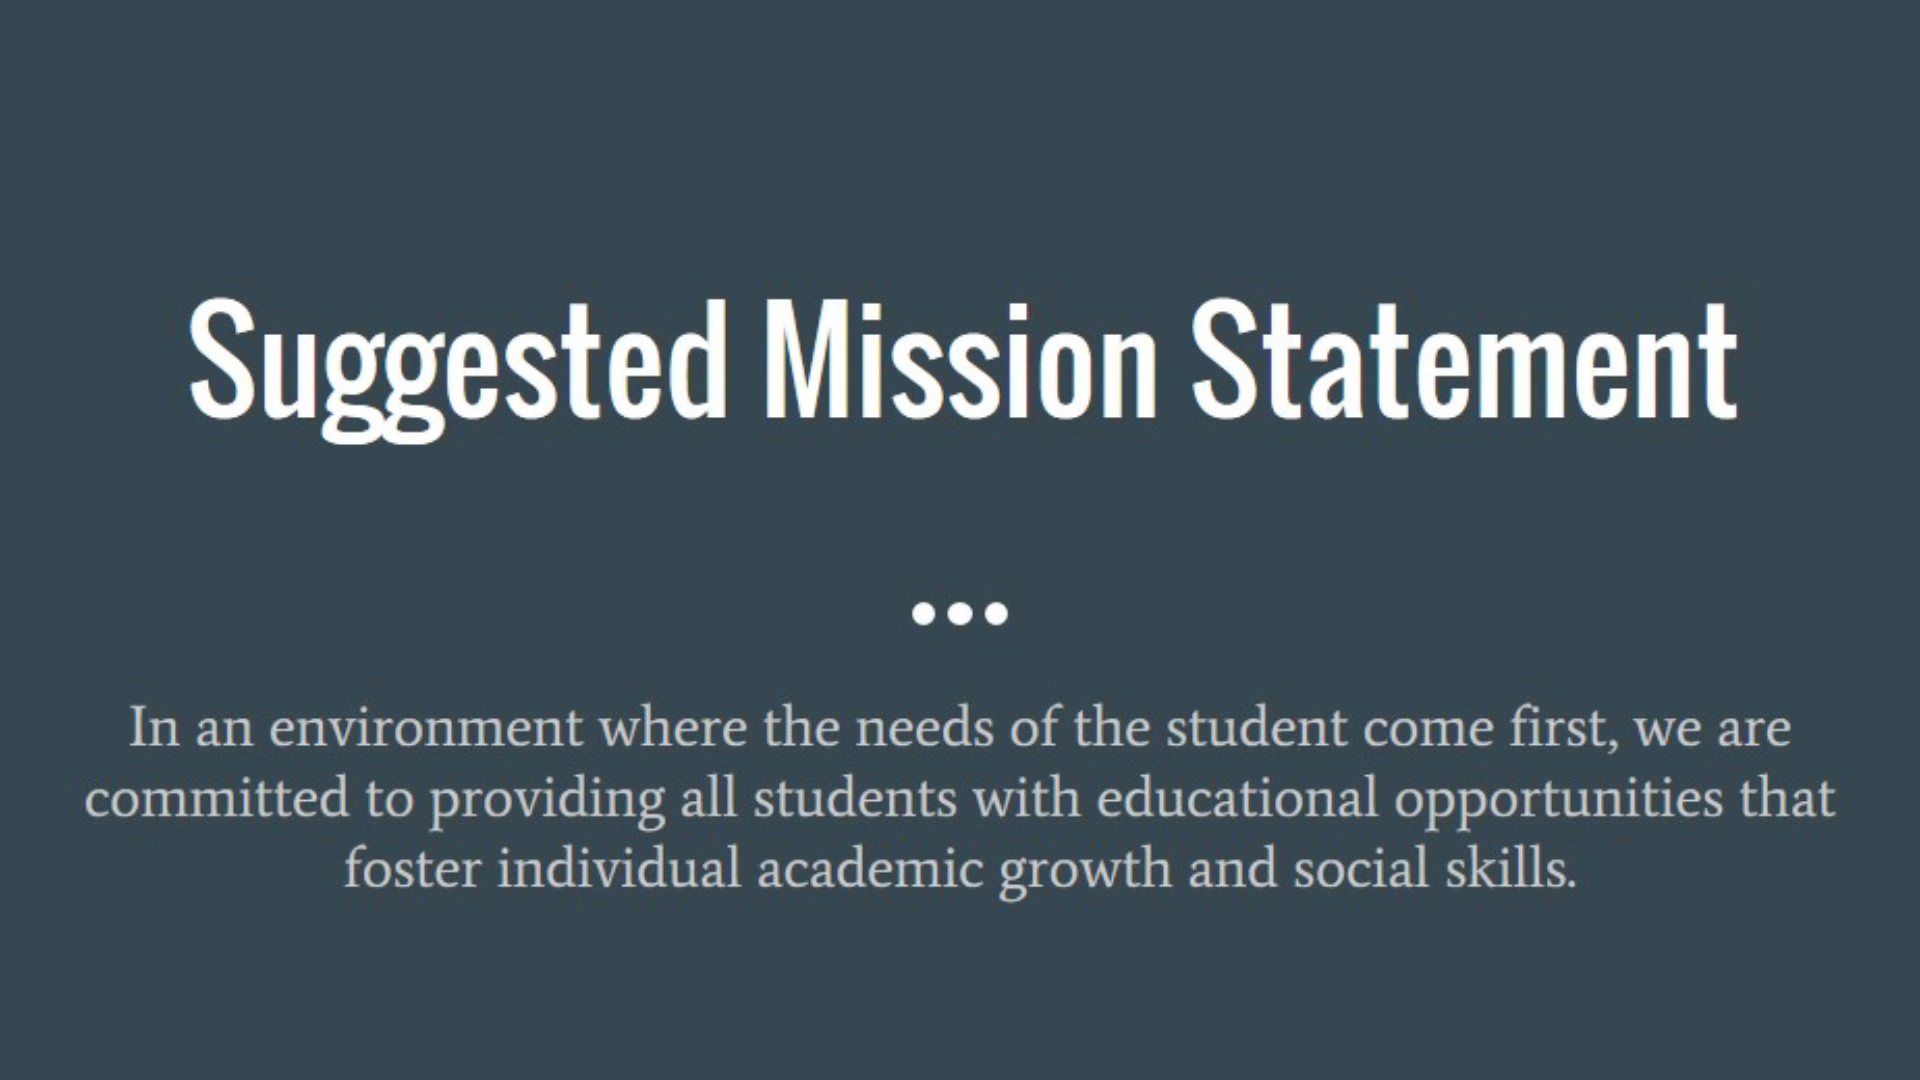 Suggested Mission Statement
In an environment where the needs of the student come first, we are
committed to providing all students with educational opportunities that
foster individual academic growth and social skills.